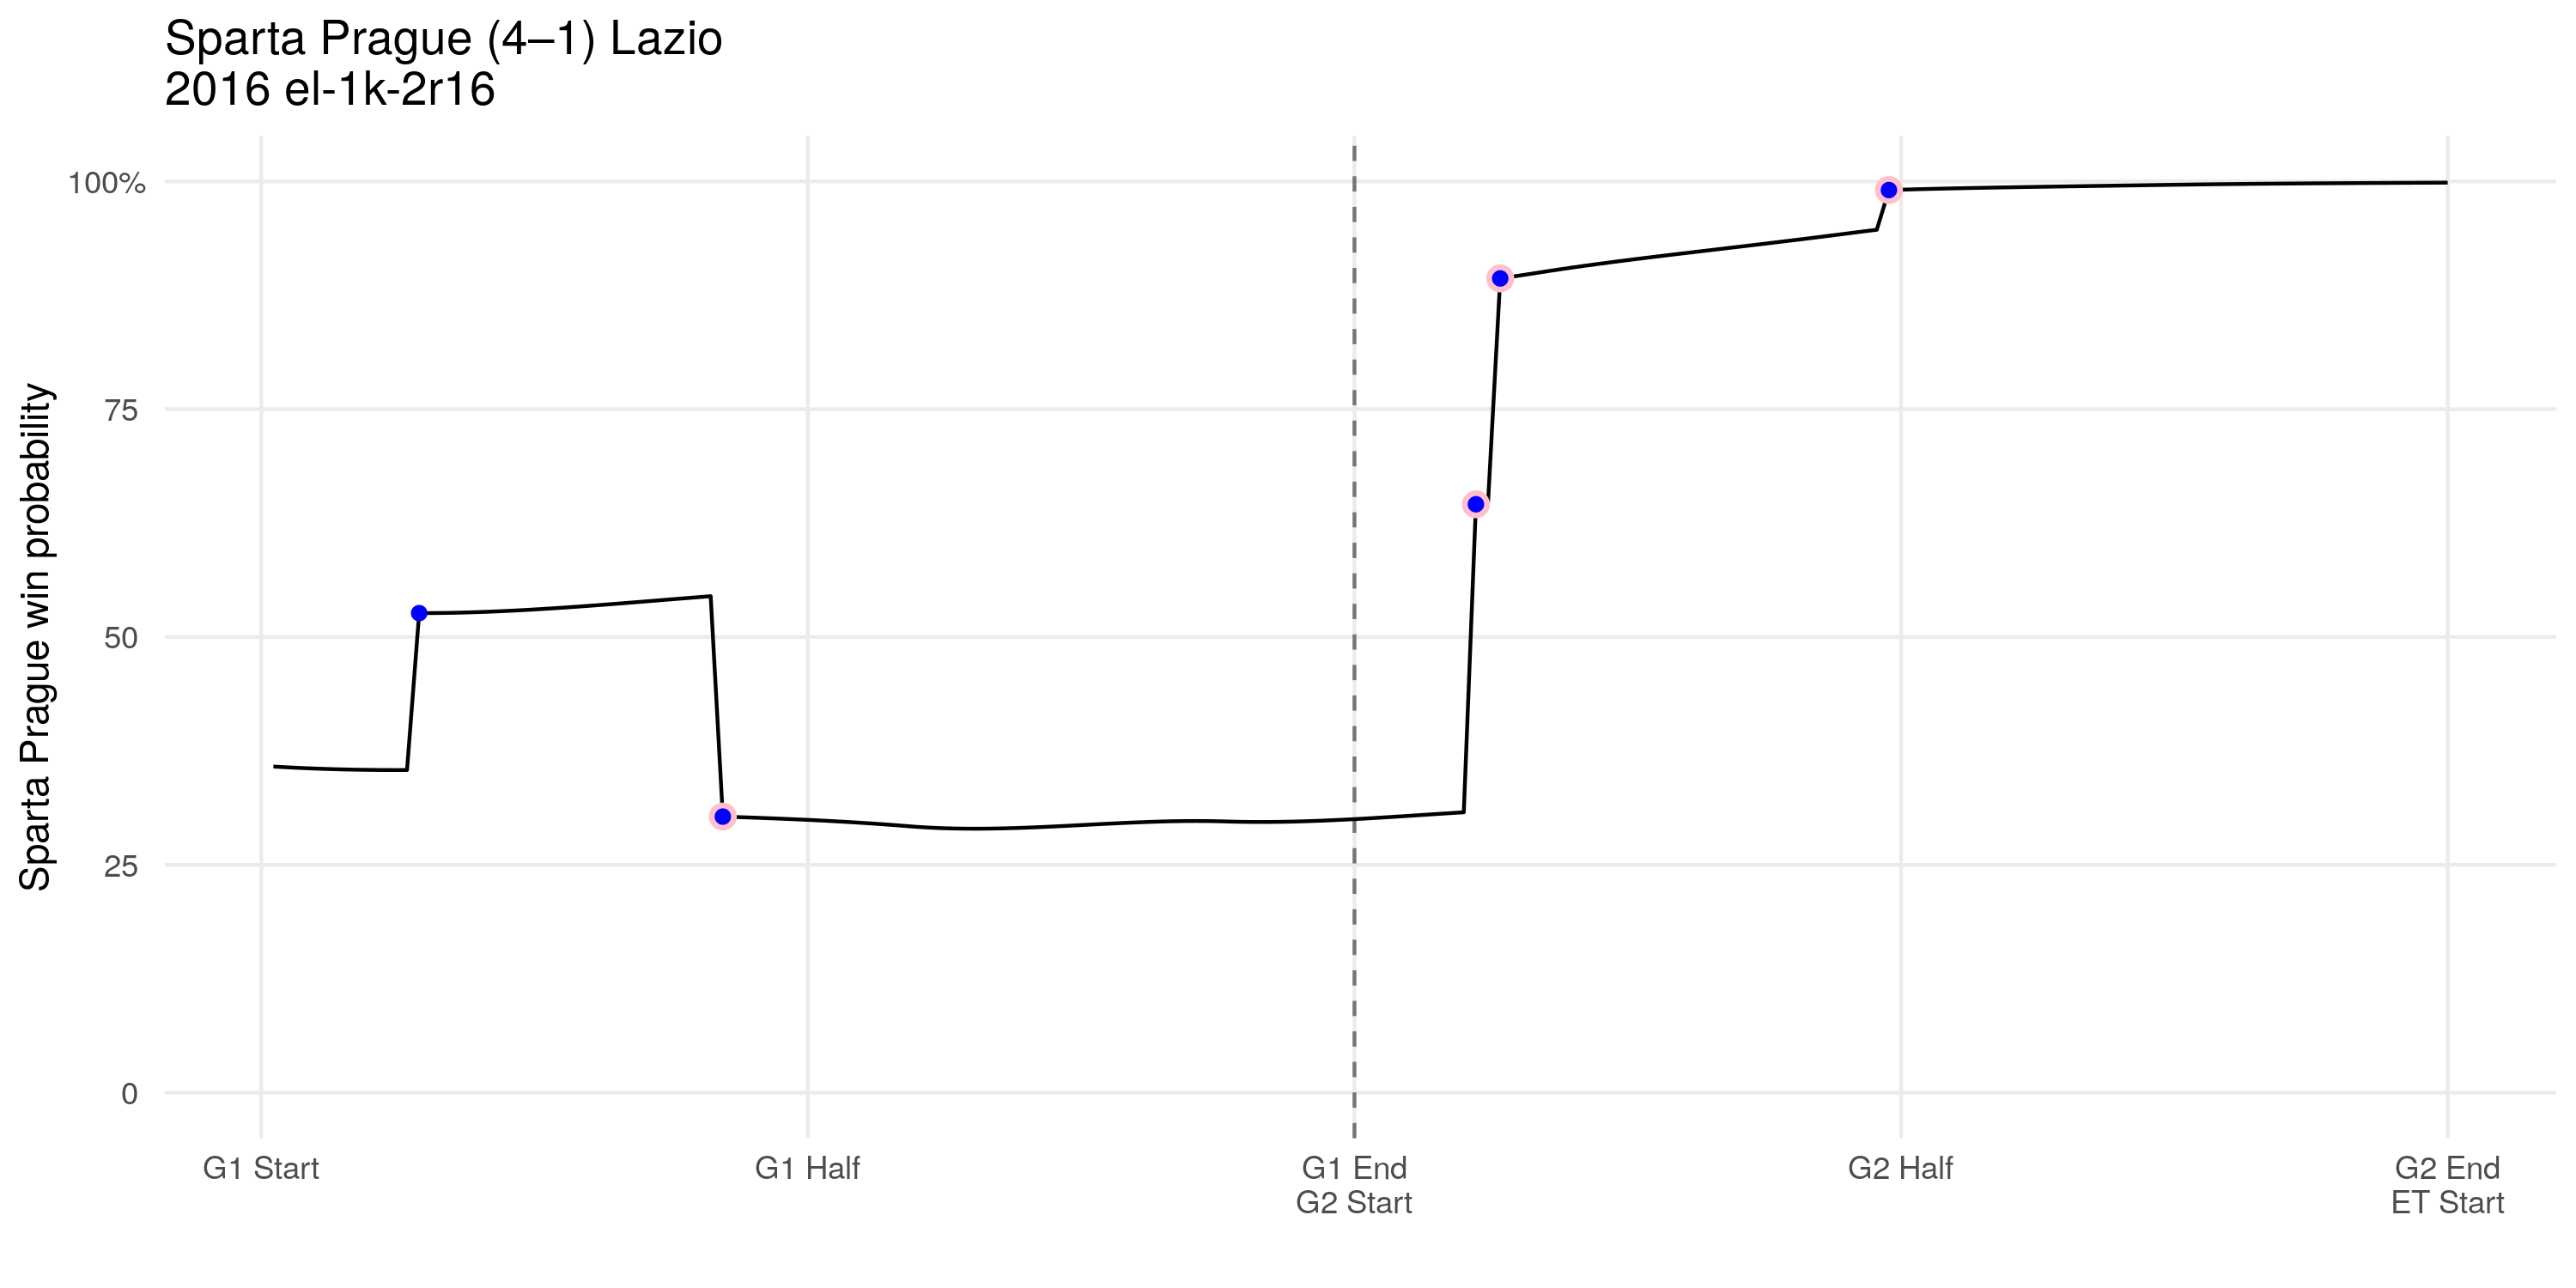 Sparta Prague (4–1) Lazio
2016 el-1k-2r16
Sparta Prague win probability
100%
75
50
25
0
G1 Start
G1 Half
G1 End
G2 Start
G2 Half
G2 End
ET Start